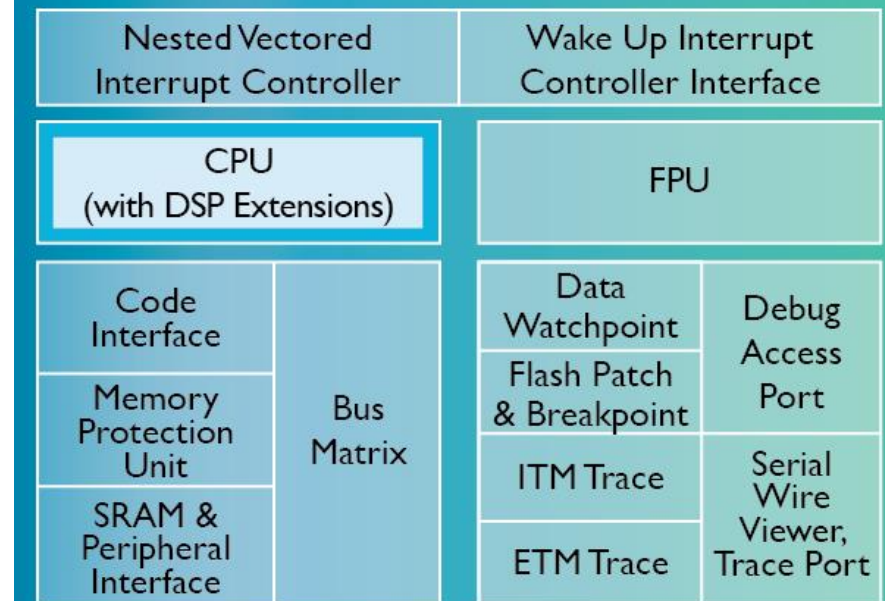 Nested Vectored
Interrupt Controller
Wake Up Interrupt
Controller Interface
CPU
(with DSP Extensions)
FPU
Code
Interface
Memory
Protection
Unit
SRAM &
Peripheral
Interface
Bus
Matrix
Data
Watchpoint
Flash Patch
& Breakpoint
ITM Trace
ETM Trace
Debug
Access
Port
Serial
Wire
Viewer,
Trace Port